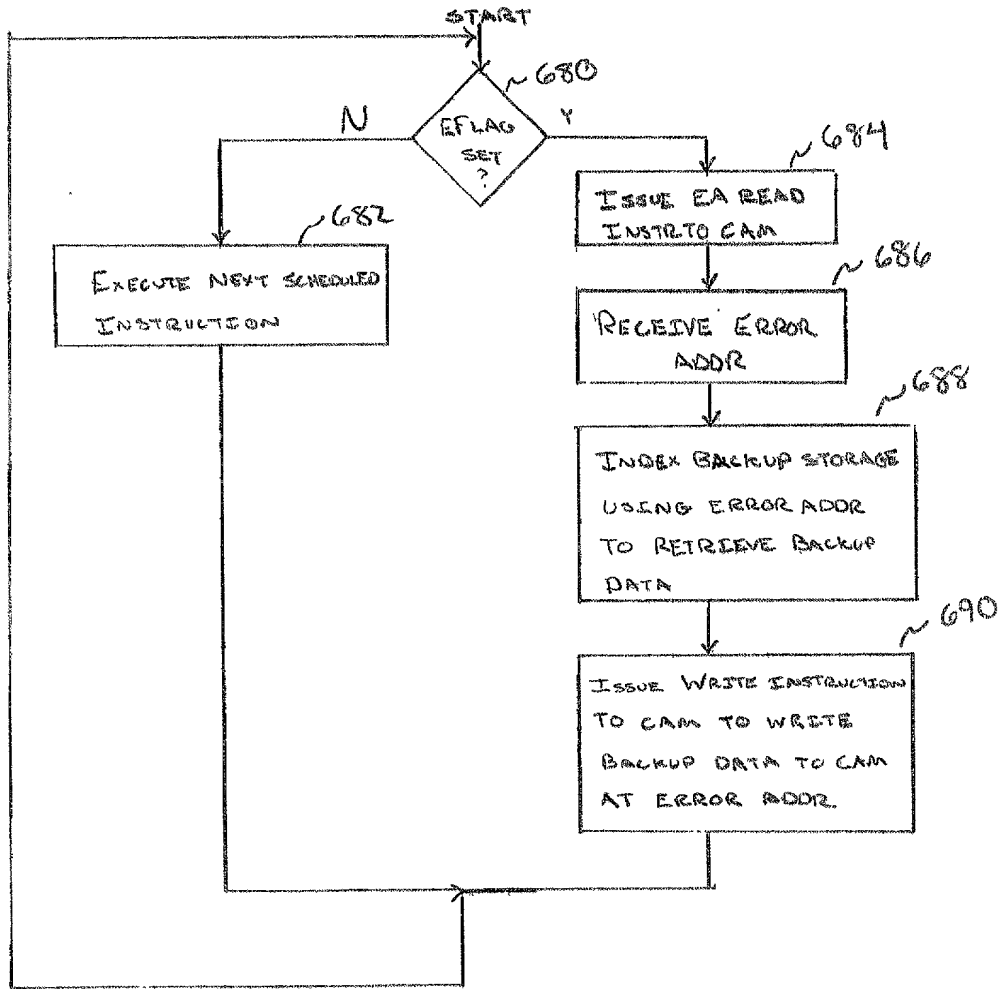 START
680
EFLAG
SET
?
N
Y
684
ISSUE EA READ
INSTR TO CAM
682
EXECUTE NEXT SCHEDULED
INSTRUCTION
686
RECEIVE ERROR
ADDR
688
INDEX BACKUP STORAGE
USING ERROR ADDR
TO RETRIEVE BACKUP
DATA
690
ISSUE WRITE INSTRUCTION
TO CAM TO WRITE
BACKUP DATA TO CAM
AT ERROR ADDR.